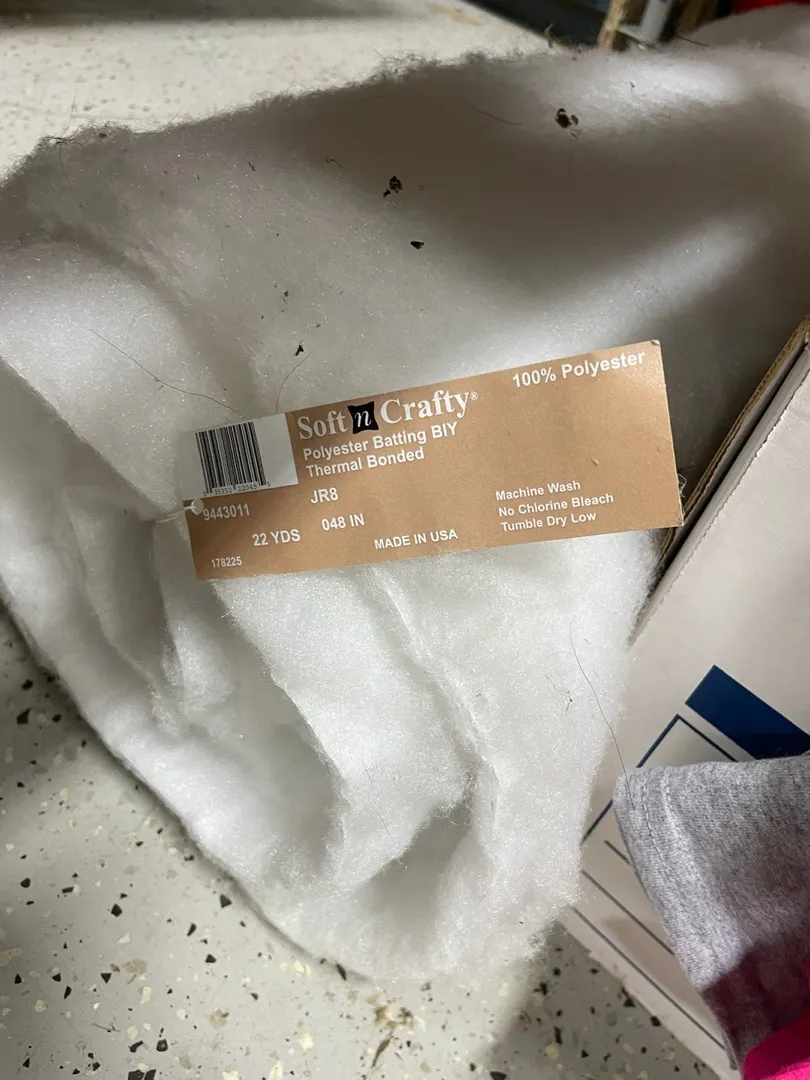 100% Polyester
Soft n Crafty®
Polyester Batting BIY
Thermal Bonded
JR8
9443011
22 YDS
048 IN
178225
MADE IN USA
Machine Wash
No Chlorine Bleach
Tumble Dry Low